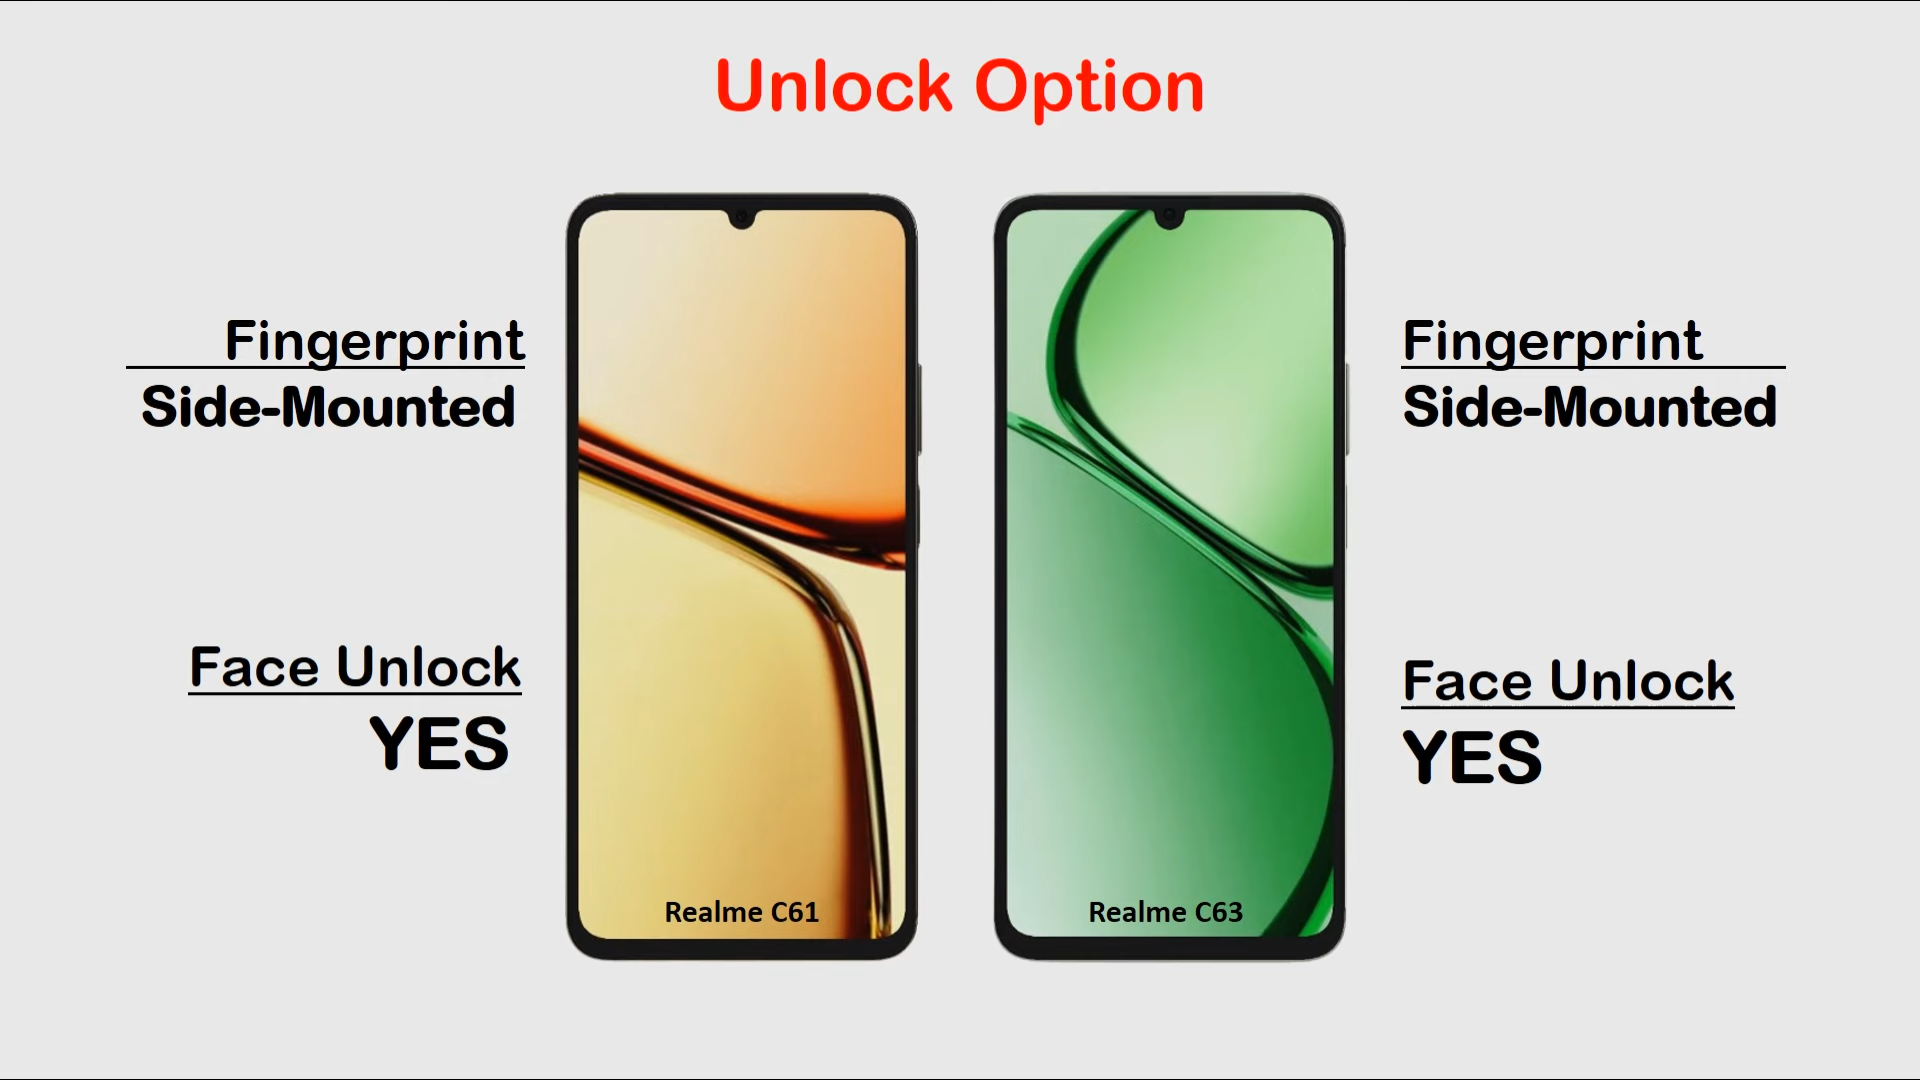 Unlock Option
Fingerprint
Side-Mounted
Face Unlock
YES
Realme C61
Fingerprint
Side-Mounted
Face Unlock
YES
Realme C63